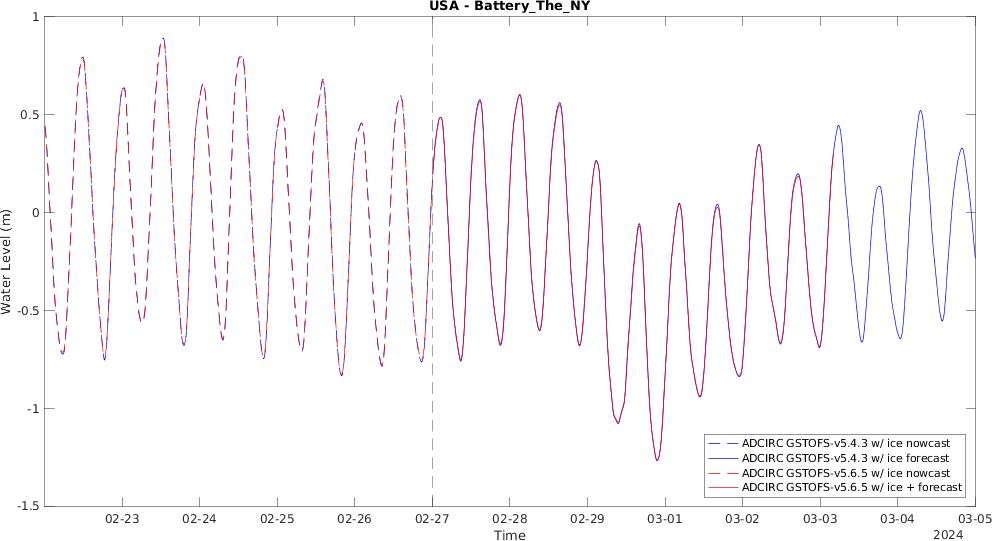 USA - Battery_The_NY
1
0.5
0
-0.5
-1
-1.5
Water Level (m)
ADCIRC GSTOFS-v5.4.3 w/ ice nowcast
ADCIRC GSTOFS-v5.4.3 w/ ice forecast
ADCIRC GSTOFS-v5.6.5 w/ ice nowcast
ADCIRC GSTOFS-v5.6.5 w/ ice + forecast
02-23 02-24 02-25 02-26 02-27 02-28 02-29 03-01 03-02 03-03 03-04 03-05
Time
2024